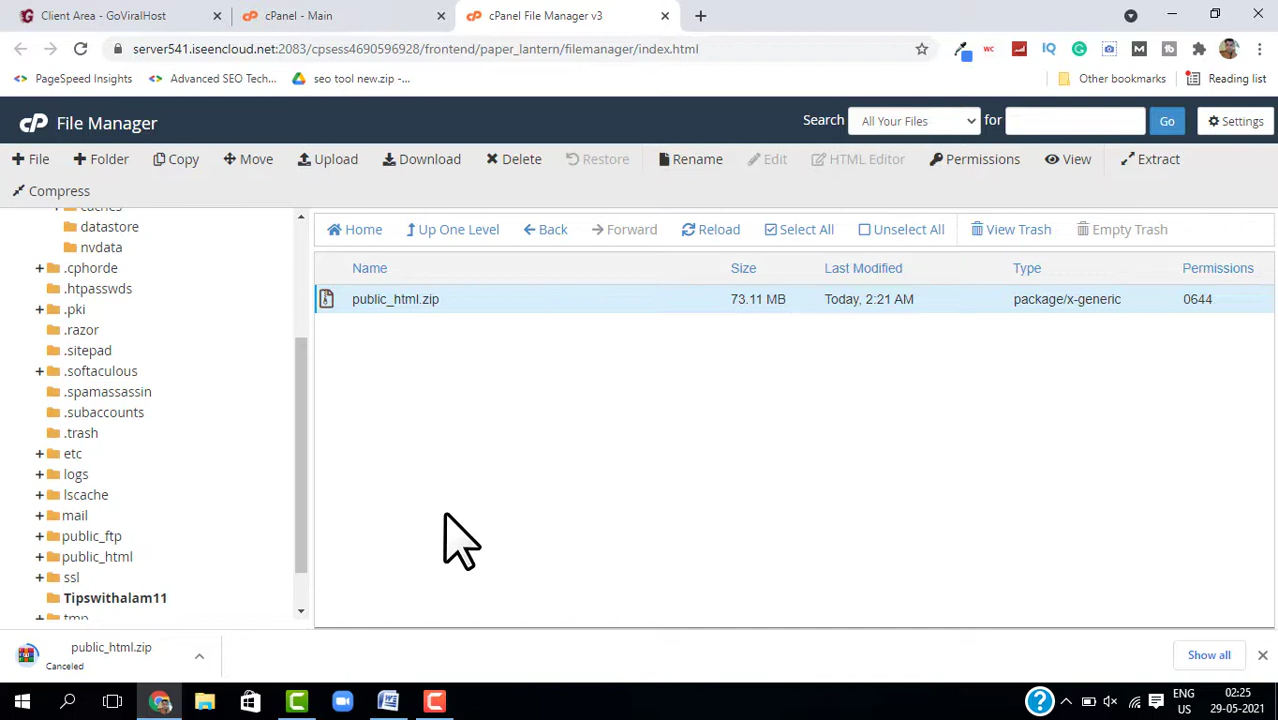 Client Area - GoViralHost
cPanel - Main
cPanel File Manager v3
server541.iseencloud.net:2083/cpsess4690596928/frontend/paper_lantern/filemanager/index.html
WC
IQ
PageSpeed Insights
Advanced SEO Tech...
seo tool new.zip -...
Other bookmarks
Reading list
cP File Manager
Search All Your Files for Go Settings
File Folder Copy Move Upload Download Delete Restore Rename Edit HTML Editor Permissions View Extract
Compress
caches
datastore
nvdata
.cphorde
.htpasswds
.pki
.razor
.sitepad
.softaculous
.spamassassin
.subaccounts
.trash
etc
logs
lscache
mail
public_ftp
public_html
ssl
Tipswithalam11
tmp
Home Up One Level Back Forward Reload Select All Unselect All View Trash Empty Trash
Name Size Last Modified Type Permissions
public_html.zip 73.11 MB Today, 2:21 AM package/x-generic 0644
public_html.zip
Canceled
Show all
ENG
US
02:25
29-05-2021